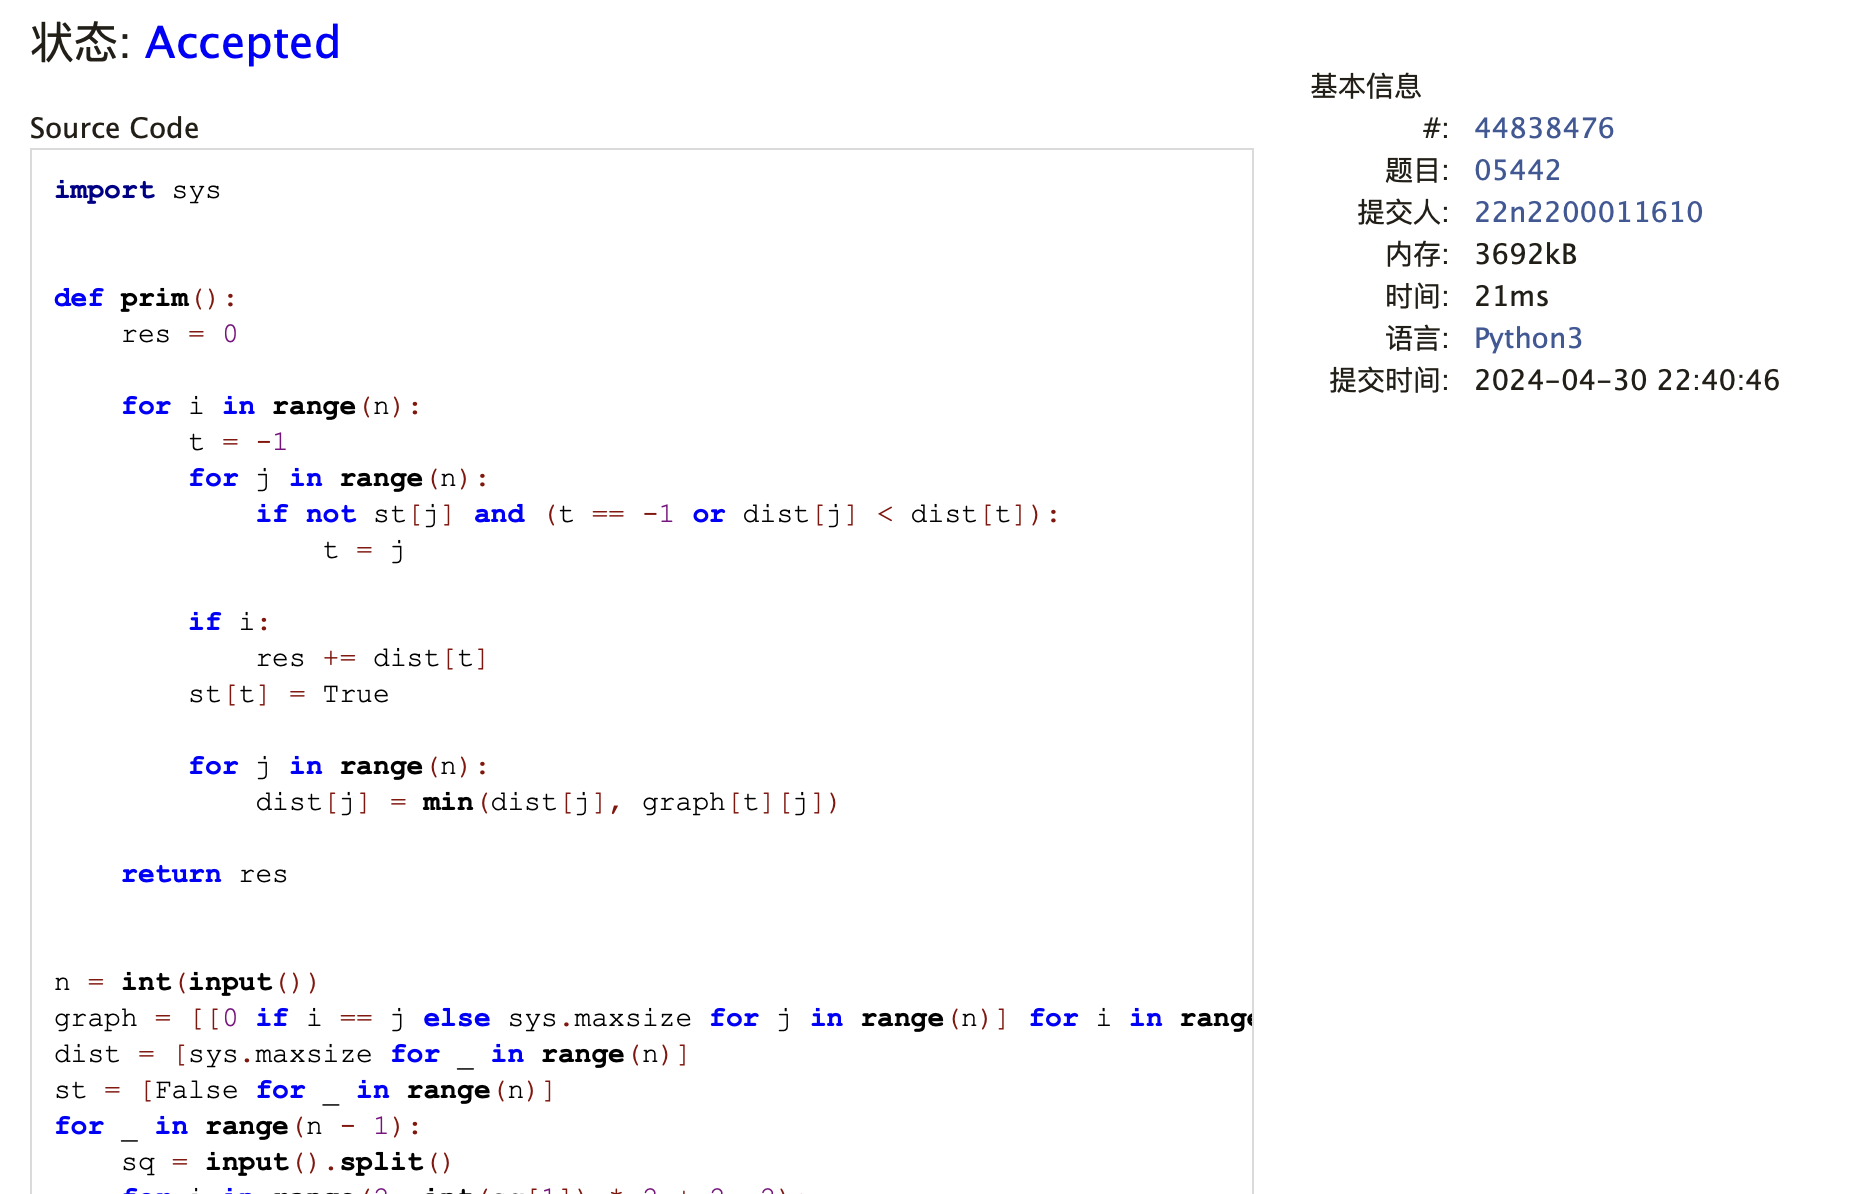 状态: Accepted
Source Code
import sys
def prim():
    res = 0
    for i in range(n):
        t = -1
        for j in range(n):
            if not st[j] and (t == -1 or dist[j] < dist[t]):
                t = j
        if i:
            res += dist[t]
        st[t] = True
        for j in range(n):
            dist[j] = min(dist[j], graph[t][j])
    return res
n = int(input())
graph = [[0 if i == j else sys.maxsize for j in range(n)] for i in range
dist = [sys.maxsize for _ in range(n)]
st = [False for _ in range(n)]
for _ in range(n - 1):
    sq = input().split()
基本信息
#: 44838476
题目: 05442
提交人: 22n2200011610
内存: 3692kB
时间: 21ms
语言: Python3
提交时间: 2024-04-30 22:40:46